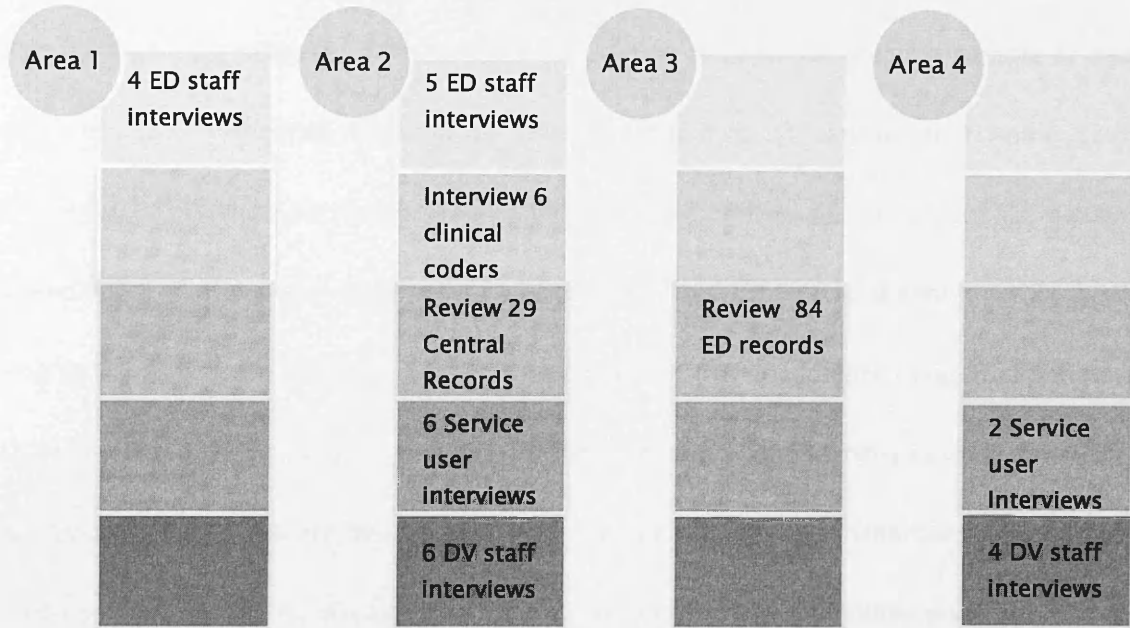 Area 1
4 ED staff
interviews
Area 2
5 ED staff
interviews
Interview 6
clinical
coders
Review 29
Central
Records
6 Service
user
interviews
6 DV staff
interviews
Area 3
Review 84
ED records
Area 4
2 Service
user
Interviews
4 DV staff
interviews